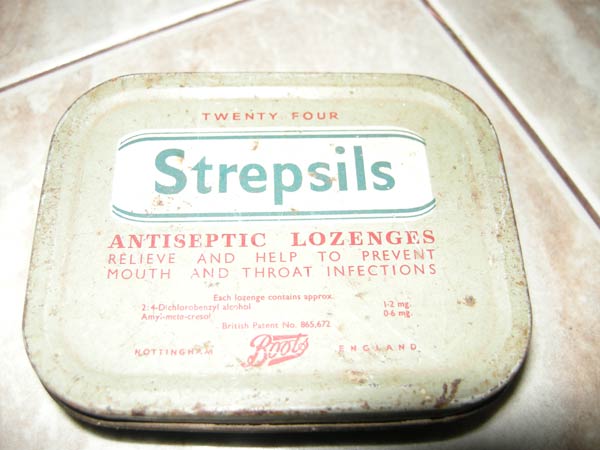 TWENTY FOUR
Strepsils
ANTISEPTIC LOZENGES
RELIEVE AND HELP TO PREVENT
MOUTH AND THROAT INFECTIONS
Each lozenge contains approx.
2:4-Dichlorobenzyl alcohol 1·2 mg.
Amyl-meta-cresol 0·6 mg.
British Patent No. 865,672
NOTTINGHAM Boots ENGLAND